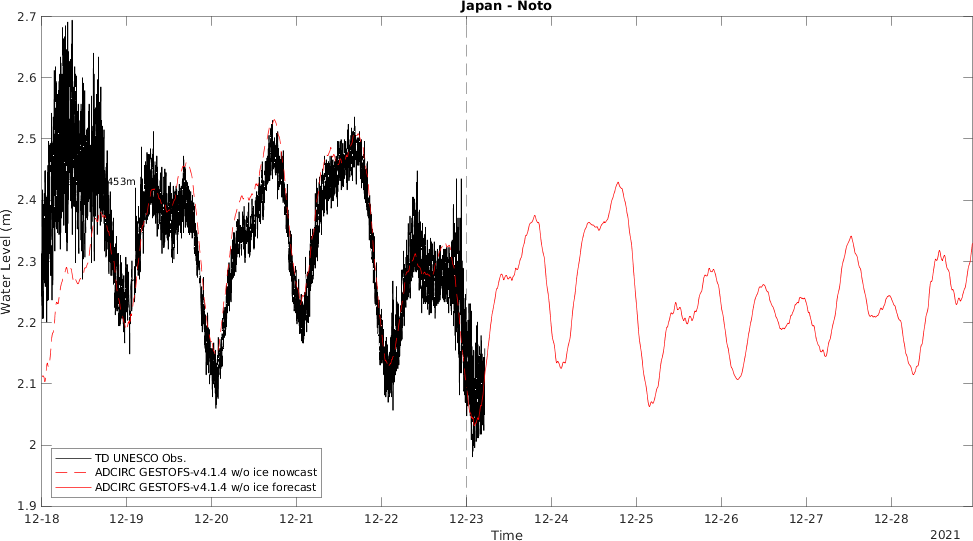 Japan - Noto
2.7
2.6
2.5
2.4
2.3
2.2
2.1
2
1.9
Water Level (m)
453m
TD UNESCO Obs.
ADCIRC GESTOFS-v4.1.4 w/o ice nowcast
ADCIRC GESTOFS-v4.1.4 w/o ice forecast
12-18 12-19 12-20 12-21 12-22 12-23 12-24 12-25 12-26 12-27 12-28
Time
2021